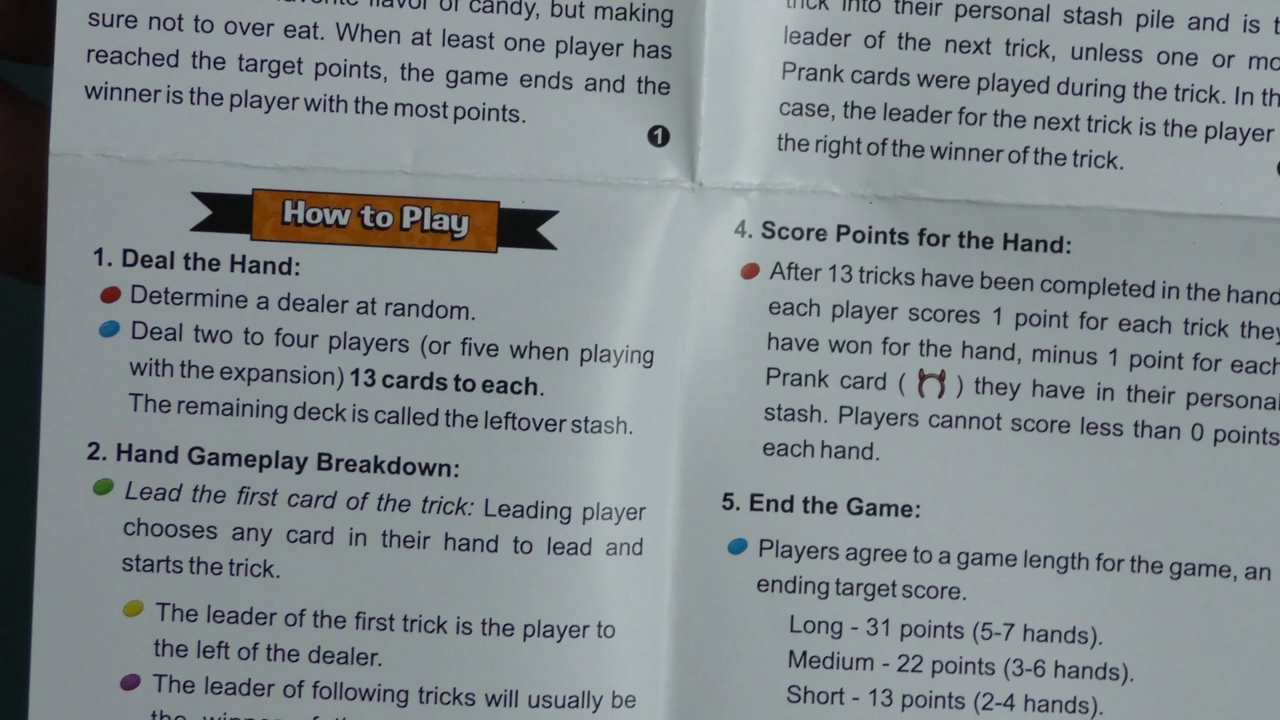 flavor of candy, but making
sure not to over eat. When at least one player has
reached the target points, the game ends and the
winner is the player with the most points.
1
How to Play
1. Deal the Hand:
Determine a dealer at random.
Deal two to four players (or five when playing
with the expansion) 13 cards to each.
The remaining deck is called the leftover stash.
2. Hand Gameplay Breakdown:
Lead the first card of the trick: Leading player
chooses any card in their hand to lead and
starts the trick.
The leader of the first trick is the player to
the left of the dealer.
The leader of following tricks will usually be
the
trick into their personal stash pile and is
leader of the next trick, unless one or
Prank cards were played during the trick. In
case, the leader for the next trick is the player
the right of the winner of the trick.
4. Score Points for the Hand:
After 13 tricks have been completed in the hand
each player scores 1 point for each trick they
have won for the hand, minus 1 point for each
Prank card ( ) they have in their personal
stash. Players cannot score less than 0 points
each hand.
5. End the Game:
Players agree to a game length for the game, an
ending target score.
Long - 31 points (5-7 hands).
Medium - 22 points (3-6 hands).
Short - 13 points (2-4 hands).